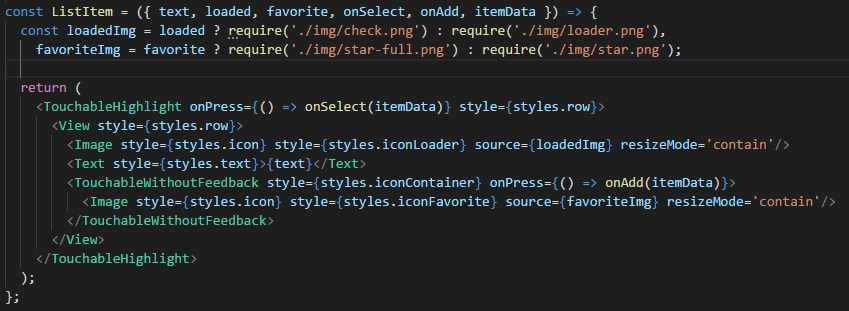 const ListItem = ({ text, loaded, favorite, onSelect, onAdd, itemData }) => {
  const loadedImg = loaded ? require('./img/check.png') : require('./img/loader.png'),
    favoriteImg = favorite ? require('./img/star-full.png') : require('./img/star.png');

  return (
    <TouchableHighlight onPress={() => onSelect(itemData)} style={styles.row}>
      <View style={styles.row}>
        <Image style={styles.icon} style={styles.iconLoader} source={loadedImg} resizeMode='contain'/>
        <Text style={styles.text}>{text}</Text>
        <TouchableWithoutFeedback style={styles.iconContainer} onPress={() => onAdd(itemData)}>
          <Image style={styles.icon} style={styles.iconFavorite} source={favoriteImg} resizeMode='contain'/>
        </TouchableWithoutFeedback>
      </View>
    </TouchableHighlight>
  );
};